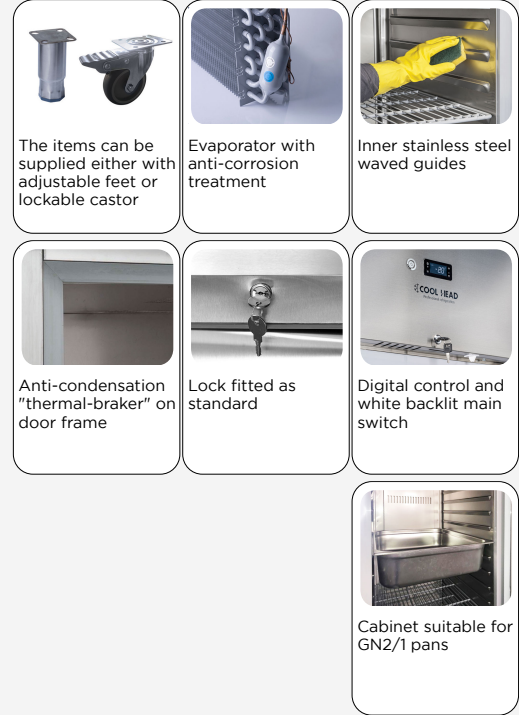 The items can be
supplied either with
adjustable feet or
lockable castor
Evaporator with
anti-corrosion
treatment
Inner stainless steel
waved guides
Anti-condensation
"thermal-braker" on
door frame
Lock fitted as
standard
-20
COOL HEAD
Digital control and
white backlit main
switch
Cabinet suitable for
GN2/1 pans